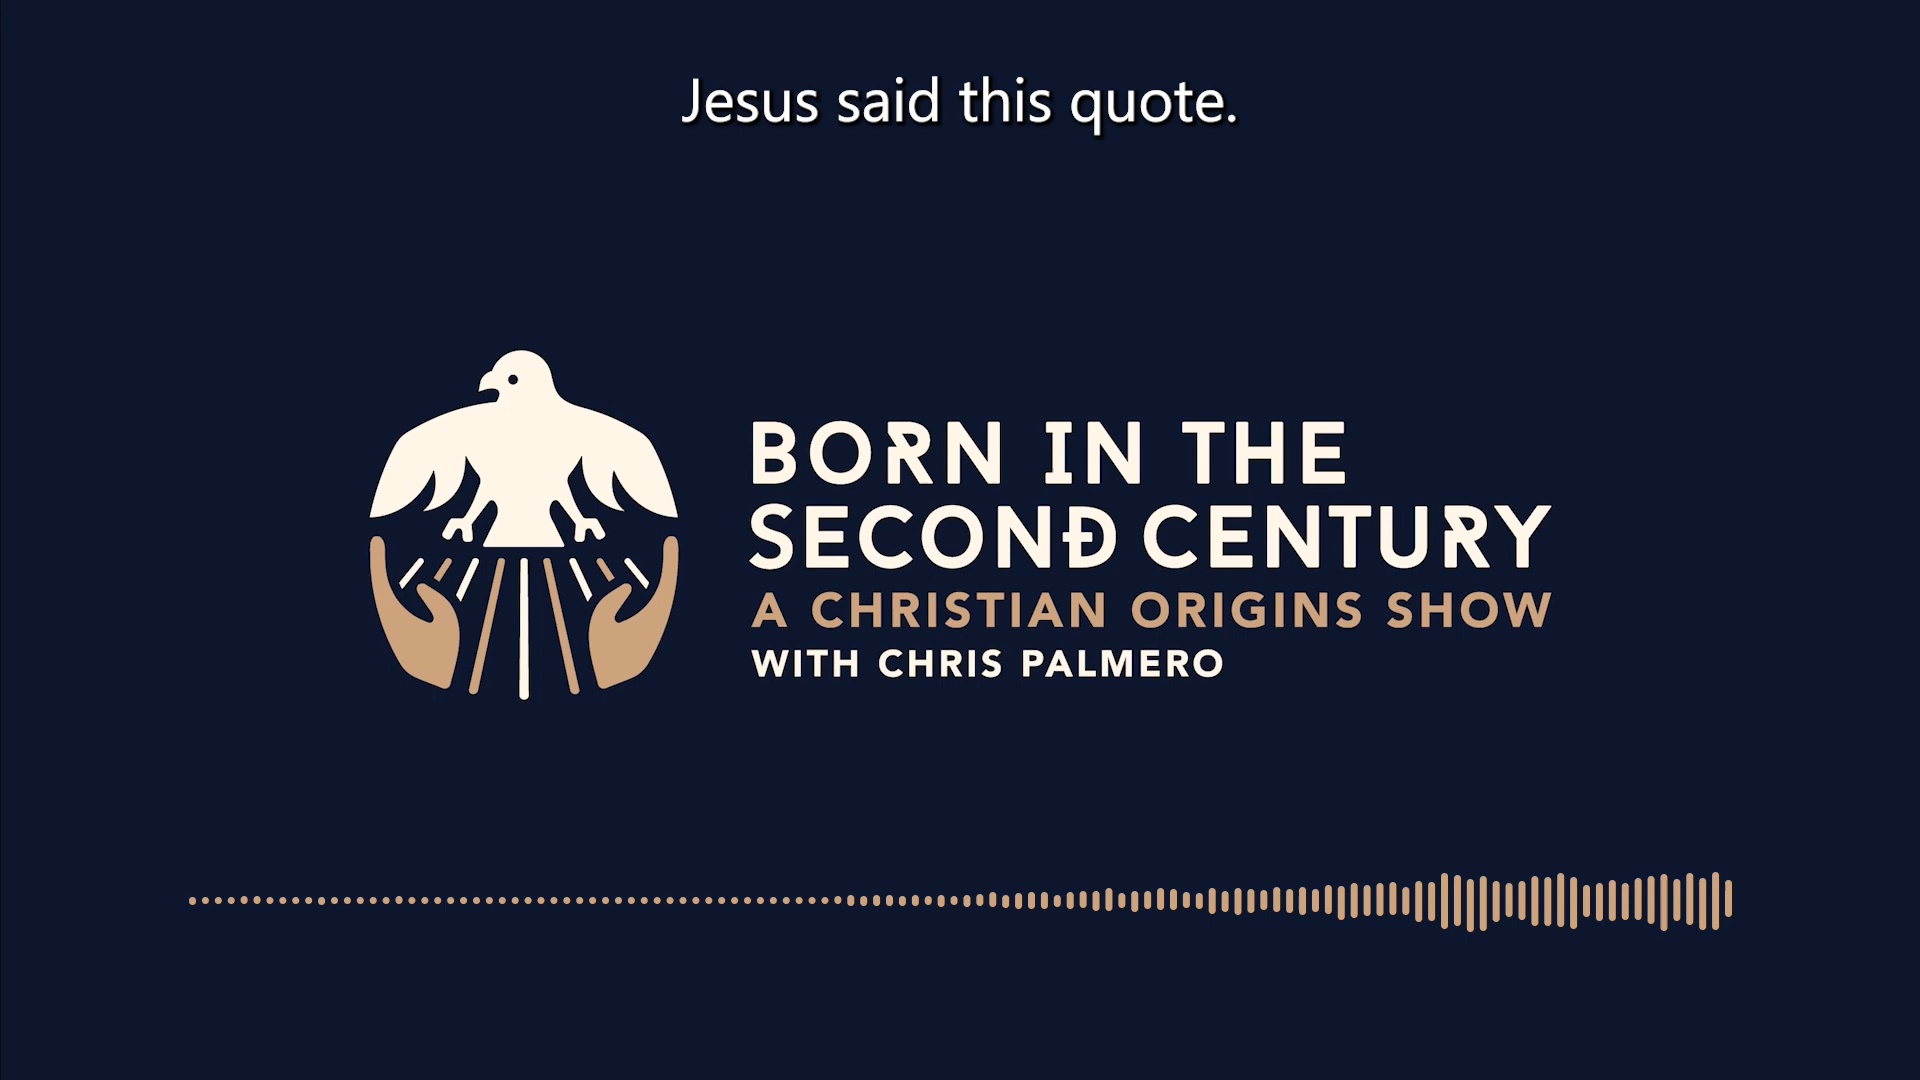 Jesus said this quote.
BORN IN THE
SECOND CENTURY
A CHRISTIAN ORIGINS SHOW
WITH CHRIS PALMERO